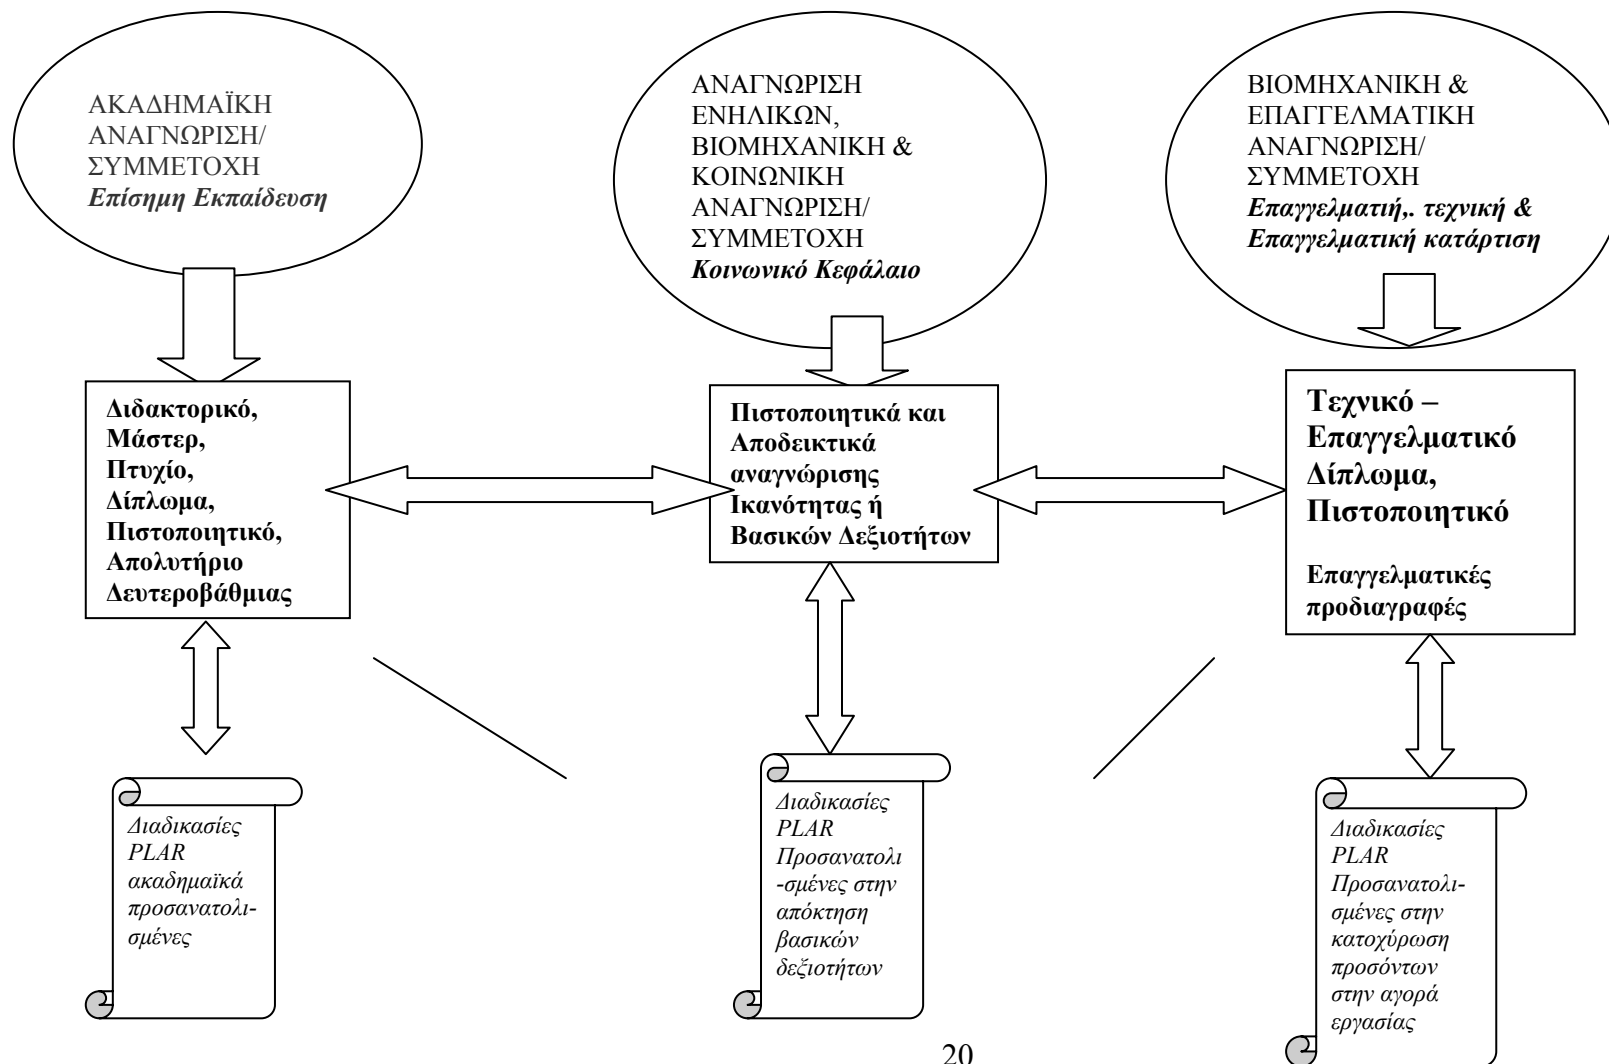 ΑΚΑΔΗΜΑΪΚΗ
ΑΝΑΓΝΩΡΙΣΗ/
ΣΥΜΜΕΤΟΧΗ
Επίσημη Εκπαίδευση
ΑΝΑΓΝΩΡΙΣΗ
ΕΝΗΛΙΚΩΝ,
ΒΙΟΜΗΧΑΝΙΚΗ &
ΚΟΙΝΩΝΙΚΗ
ΑΝΑΓΝΩΡΙΣΗ/
ΣΥΜΜΕΤΟΧΗ
Κοινωνικό Κεφάλαιο
ΒΙΟΜΗΧΑΝΙΚΗ &
ΕΠΑΓΓΕΛΜΑΤΙΚΗ
ΑΝΑΓΝΩΡΙΣΗ/
ΣΥΜΜΕΤΟΧΗ
Επαγγελματιή,. τεχνική &
Επαγγελματική κατάρτιση
Διδακτορικό,
Μάστερ,
Πτυχίο,
Δίπλωμα,
Πιστοποιητικό,
Απολυτήριο
Δευτεροβάθμιας
Πιστοποιητικά και
Αποδεικτικά
αναγνώρισης
Ικανότητας ή
Βασικών Δεξιοτήτων
Τεχνικό –
Επαγγελματικό
Δίπλωμα,
Πιστοποιητικό
Επαγγελματικές
προδιαγραφές
Διαδικασίες
PLAR
ακαδημαϊκά
προσανατολι-
σμένες
Διαδικασίες
PLAR
Προσανατολι
-σμένες στην
απόκτηση
βασικών
δεξιοτήτων
Διαδικασίες
PLAR
Προσανατολι-
σμένες στην
κατοχύρωση
προσόντων
στην αγορά
εργασίας
20